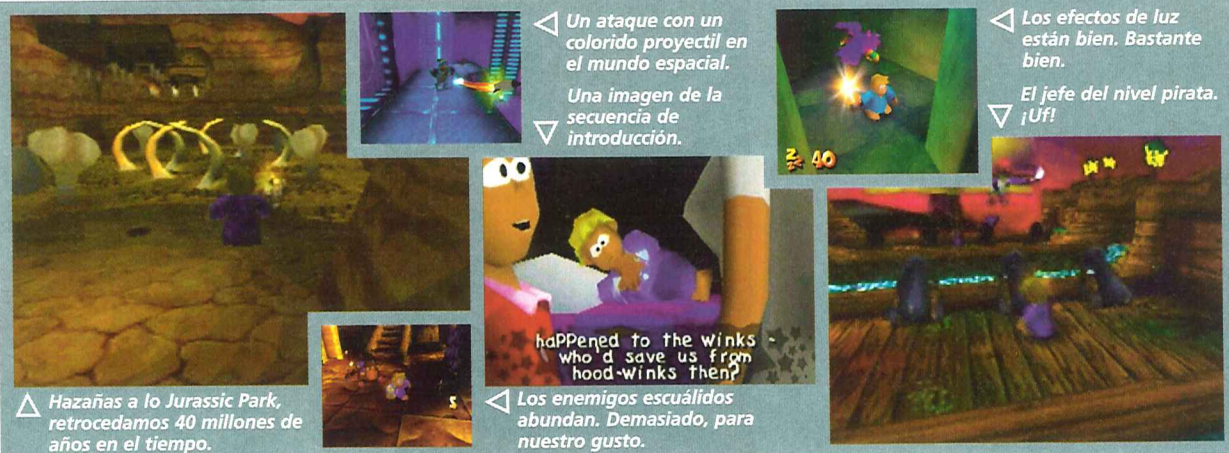 Un ataque con un
colorido proyectil en
el mundo espacial.
Una imagen de la
secuencia de
introducción.
Los efectos de luz
están bien. Bastante
bien.
El jefe del nivel pirata.
¡Uf!
40
haPPened to the winks -
who'd save us from
hood-winks then?
5
Hazañas a lo Jurassic Park,
retrocedamos 40 millones de
años en el tiempo.
Los enemigos escuálidos
abundan. Demasiado, para
nuestro gusto.